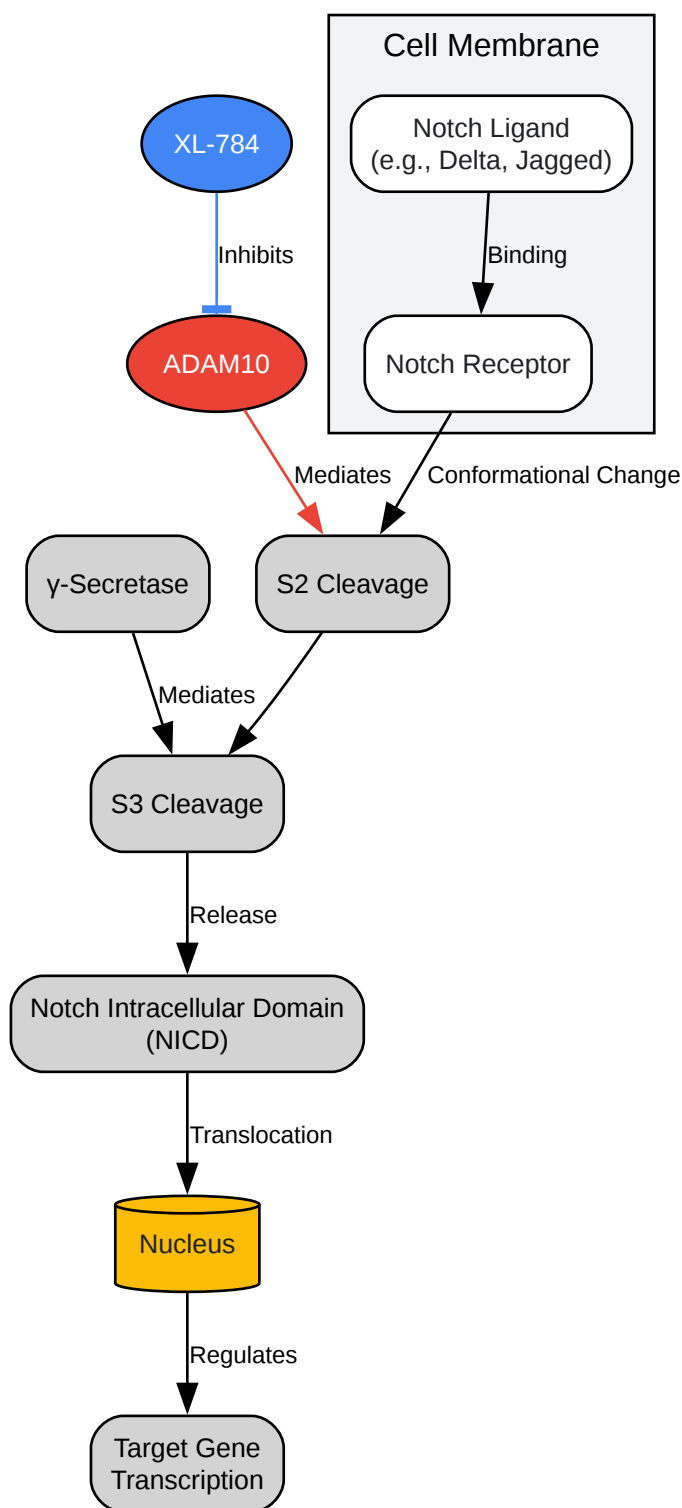 Cell Membrane
XL-784
Notch Ligand
(e.g., Delta, Jagged)
Inhibits
Binding
ADAM10
Notch Receptor
Mediates
Conformational Change
γ-Secretase
S2 Cleavage
Mediates
S3 Cleavage
Release
Notch Intracellular Domain
(NICD)
Translocation
Nucleus
Regulates
Target Gene
Transcription